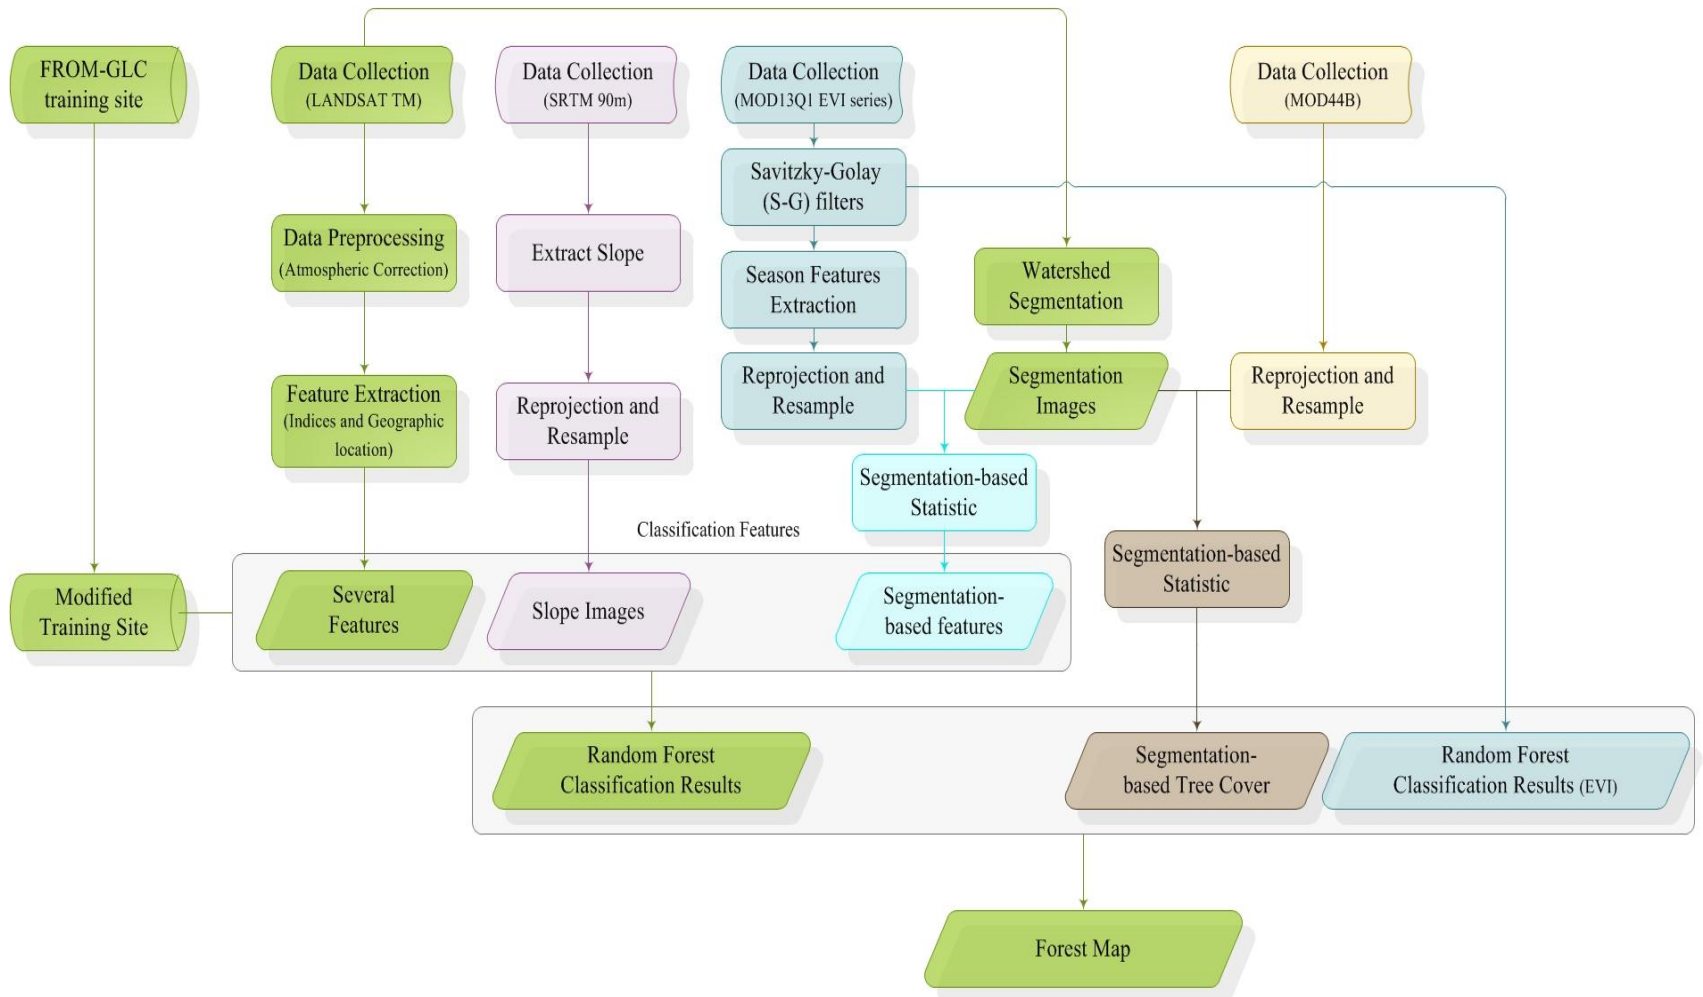 FROM-GLC
training site
Data Collection
(LANDSAT TM)
Data Collection
(SRTM 90m)
Data Collection
(MOD13Q1 EVI series)
Data Collection
(MOD44B)
Savitzky-Golay
(S-G) filters
Data Preprocessing
(Atmospheric Correction)
Extract Slope
Season Features
Extraction
Watershed
Segmentation
Feature Extraction
(Indices and Geographic
location)
Reprojection and
Resample
Reprojection and
Resample
Segmentation
Images
Reprojection and
Resample
Segmentation-based
Statistic
Classification Features
Segmentation-based
Statistic
Modified
Training Site
Several
Features
Slope Images
Segmentation-
based features
Random Forest
Classification Results
Segmentation-
based Tree Cover
Random Forest
Classification Results (EVI)
Forest Map